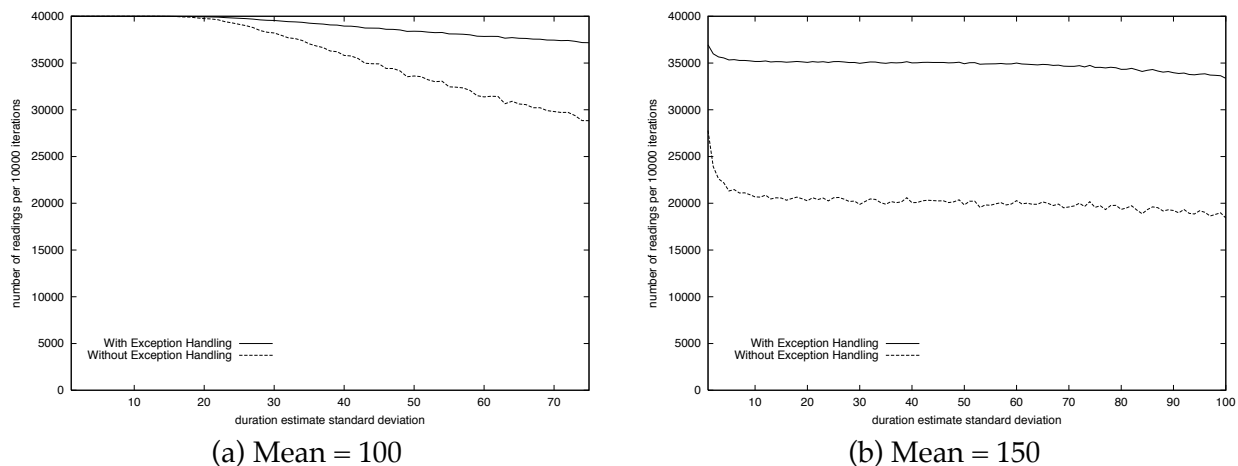 40000
35000
30000
25000
20000
15000
10000
5000
0
number of readings per 10000 iterations
With Exception Handling
Without Exception Handling
10 20 30 40 50 60 70
duration estimate standard deviation
(a) Mean = 100
40000
35000
30000
25000
20000
15000
10000
5000
0
number of readings per 10000 iterations
With Exception Handling
Without Exception Handling
10 20 30 40 50 60 70 80 90 100
duration estimate standard deviation
(b) Mean = 150